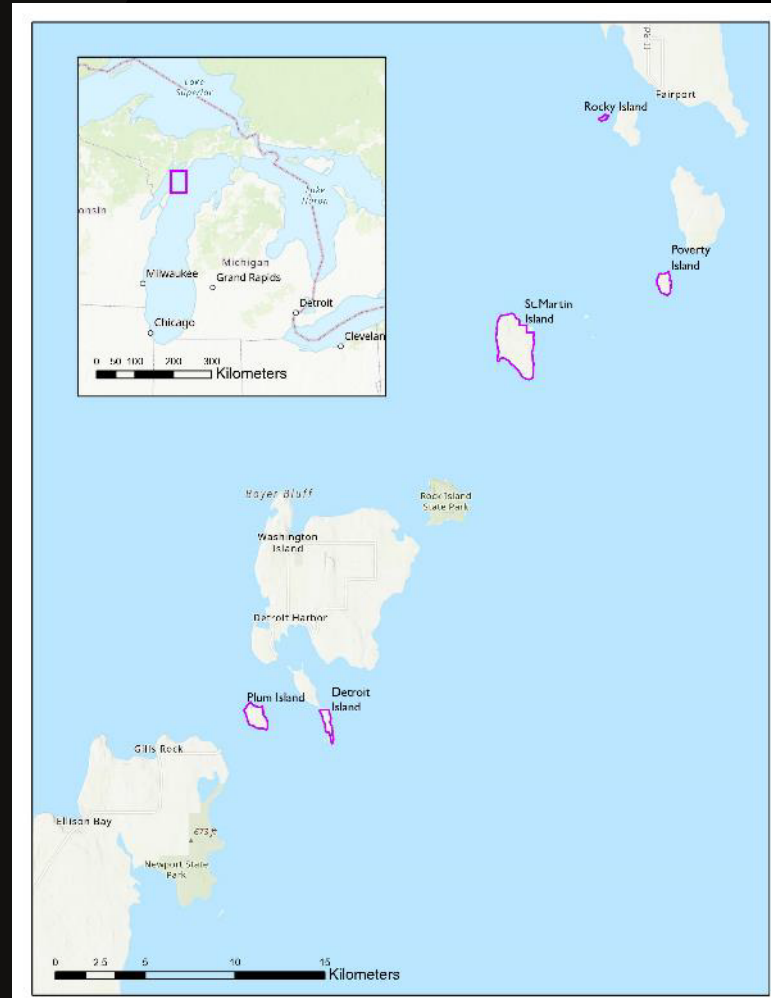 Lake
Superior
Lake
Huron
onsin
Michigan
Milwaukee
Grand Rapids
Detroit
Chicago
Clevelan
0 50 100 200 300
Kilometers
Fairport
Rocky Island
Poverty
Island
St.Martin
Island
Rock Island
State Park
Washington
Island
Detroit Harbor
Plum Island
Detroit
Island
Gills Rock
Ellison Bay
Newport State
Park
0 2.5 5 10 15
Kilometers